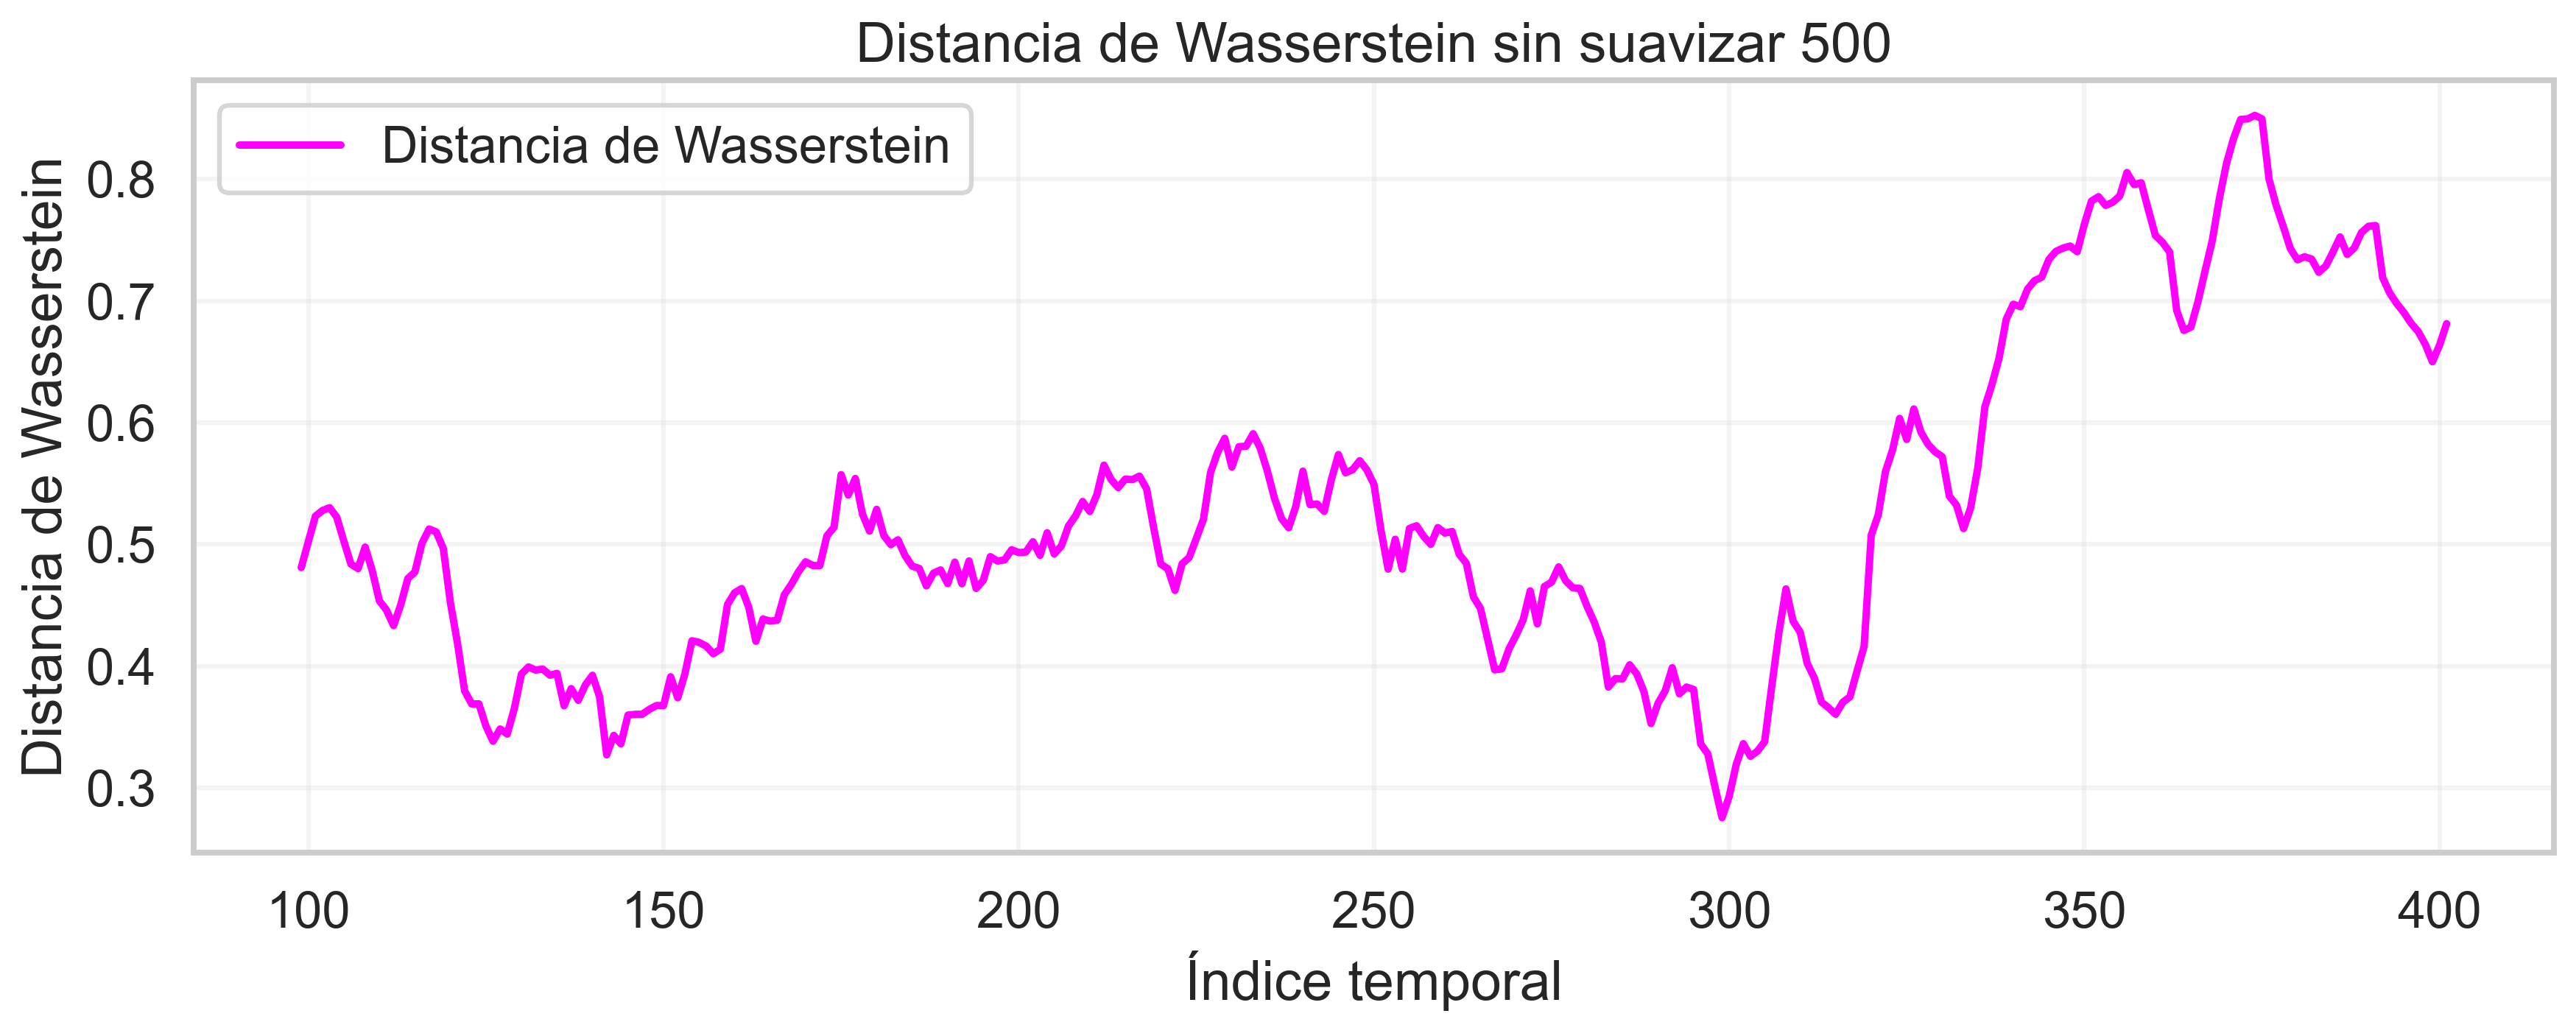 Distancia de Wasserstein sin suavizar 500
Distancia de Wasserstein
Distancia de Wasserstein
0.8
0.7
0.6
0.5
0.4
0.3
100 150 200 250 300 350 400
Índice temporal